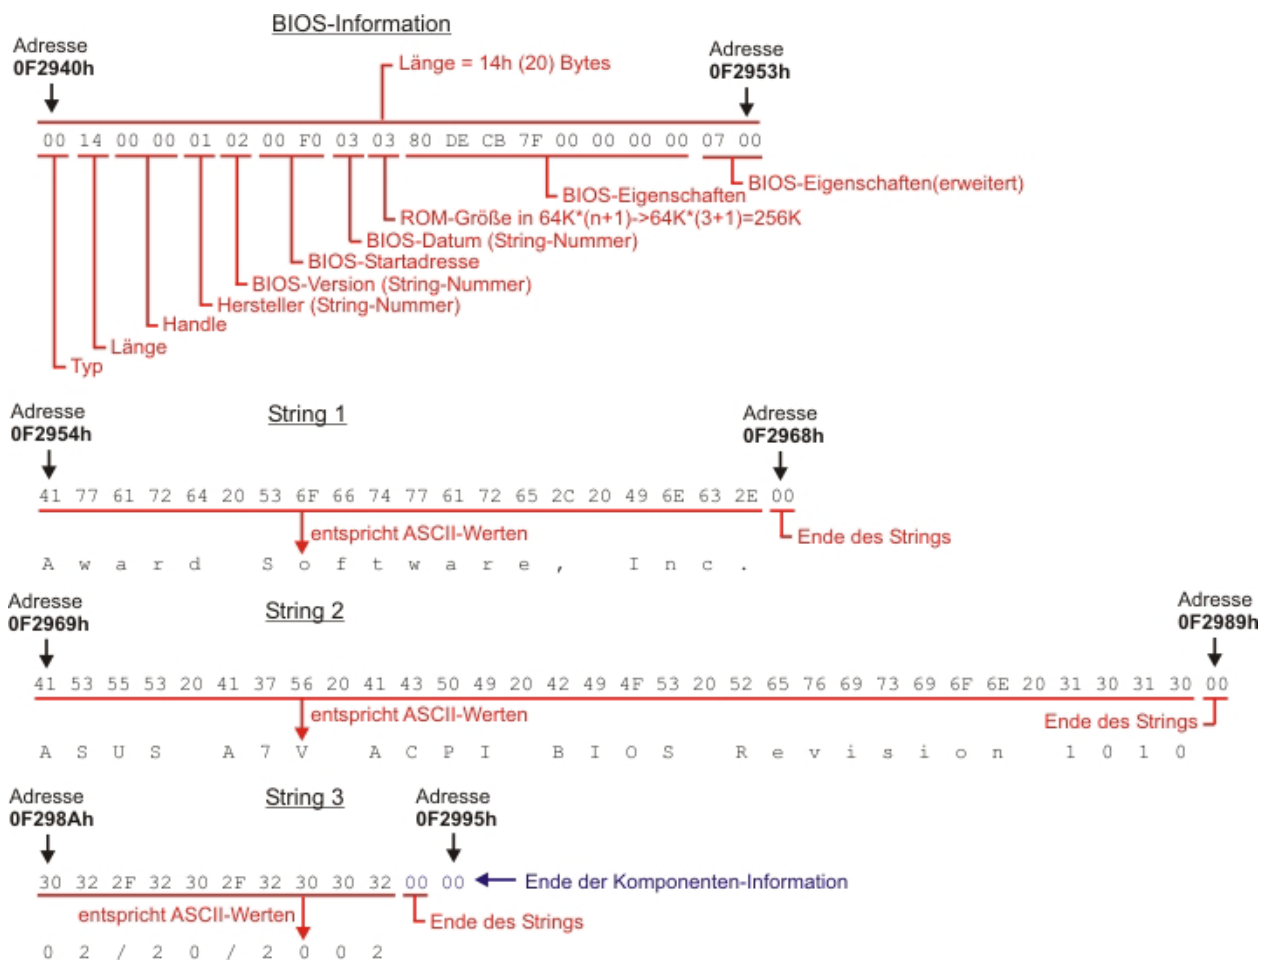 BIOS-Information
Adresse
0F2940h
Länge = 14h (20) Bytes
Adresse
0F2953h
00 14 00 00 01 02 00 F0 03 03 80 DE CB 7F 00 00 00 00 07 00
BIOS-Eigenschaften(erweitert)
BIOS-Eigenschaften
ROM-Größe in 64K*(n+1)->64K*(3+1)=256K
BIOS-Datum (String-Nummer)
BIOS-Startadresse
BIOS-Version (String-Nummer)
Hersteller (String-Nummer)
Handle
Länge
Typ
Adresse
0F2954h
String 1
Adresse
0F2968h
41 77 61 72 64 20 53 6F 66 74 77 61 72 65 2C 20 49 6E 63 2E 00
entspricht ASCII-Werten
Ende des Strings
A w a r d S o f t w a r e , I n c .
Adresse
0F2969h
String 2
Adresse
0F2989h
41 53 55 53 20 41 37 56 20 41 43 50 49 20 42 49 4F 53 20 52 65 76 69 73 69 6F 6E 20 31 30 31 30 00
entspricht ASCII-Werten
Ende des Strings
A S U S A 7 V A C P I B I O S R e v i s i o n 1 0 1 0
Adresse
0F298Ah
String 3
Adresse
0F2995h
30 32 2F 32 30 2F 32 30 30 32 00 00
Ende der Komponenten-Information
entspricht ASCII-Werten
Ende des Strings
0 2 / 2 0 / 2 0 0 2